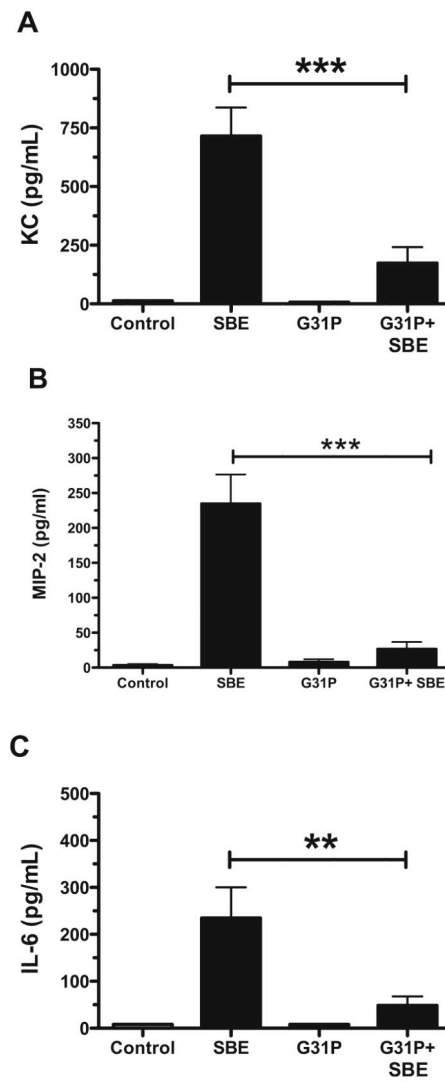 A
***
1000
750
500
250
0
KC (pg/mL)
Control SBE G31P G31P+
SBE
B
***
350
300
250
200
150
100
50
0
MIP-2 (pg/ml)
Control SBE G31P G31P+ SBE
C
**
500
400
300
200
100
0
IL-6 (pg/mL)
Control SBE G31P G31P+
SBE